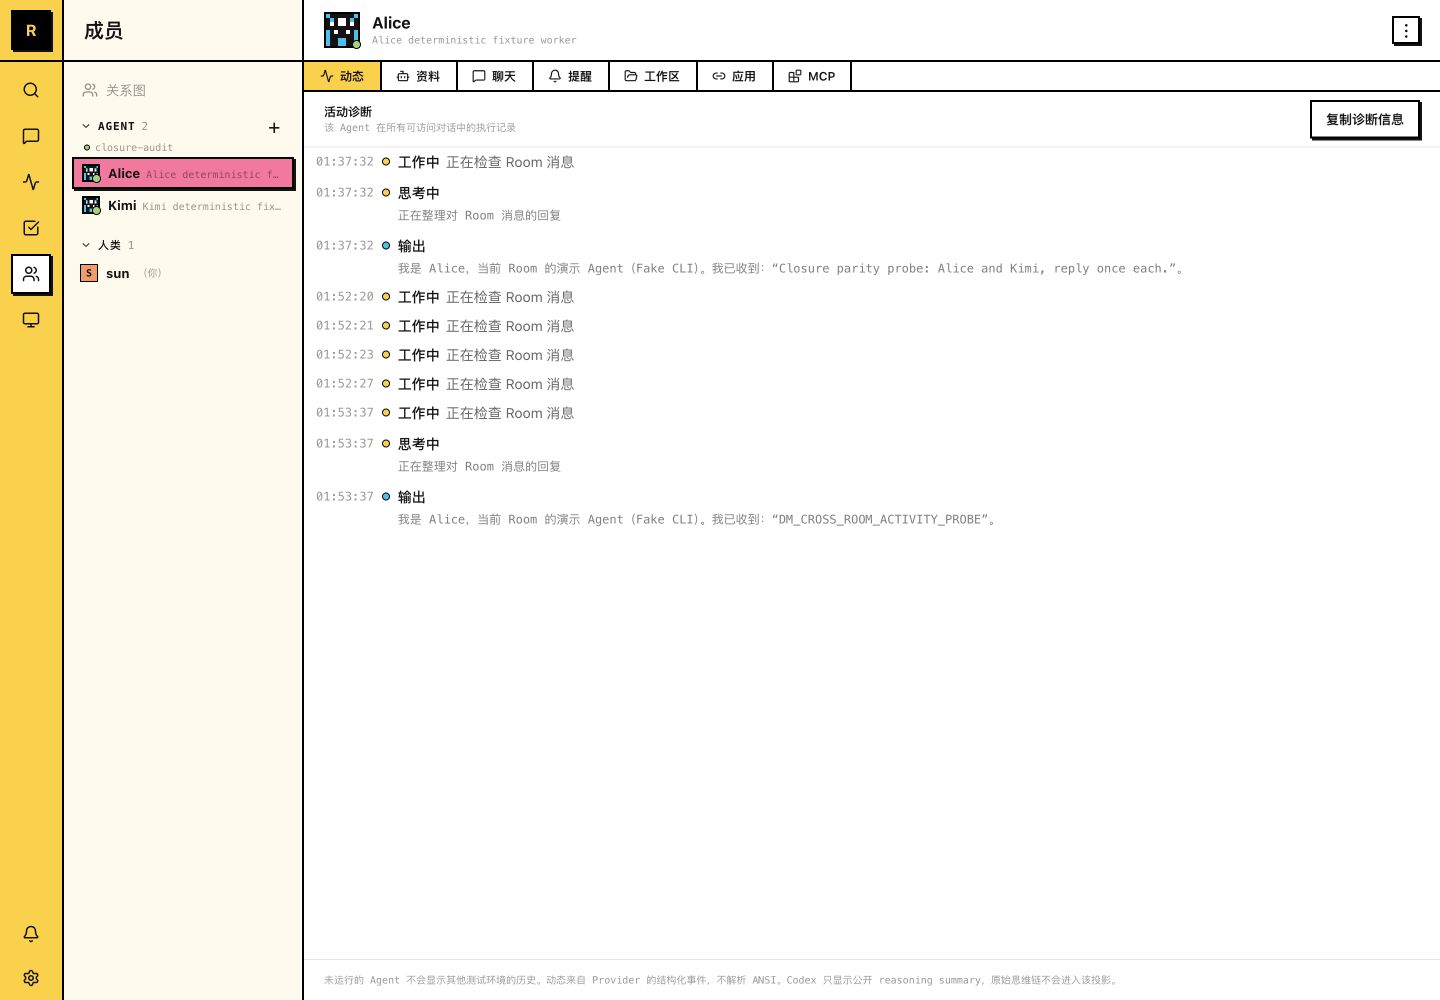 R
成员
Alice
Alice deterministic fixture worker
关系图
AGENT 2
closure-audit
Alice Alice deterministic f…
Kimi Kimi deterministic fix…
人类 1
S sun (你)
动态 资料 聊天 提醒 工作区 应用 MCP
活动诊断
该 Agent 在所有可访问对话中的执行记录
复制诊断信息
01:37:32 工作中 正在检查 Room 消息
01:37:32 思考中
正在整理对 Room 消息的回复
01:37:32 输出
我是 Alice，当前 Room 的演示 Agent（Fake CLI）。我已收到：“Closure parity probe: Alice and Kimi, reply once each.”。
01:52:20 工作中 正在检查 Room 消息
01:52:21 工作中 正在检查 Room 消息
01:52:23 工作中 正在检查 Room 消息
01:52:27 工作中 正在检查 Room 消息
01:53:37 工作中 正在检查 Room 消息
01:53:37 思考中
正在整理对 Room 消息的回复
01:53:37 输出
我是 Alice，当前 Room 的演示 Agent（Fake CLI）。我已收到：“DM_CROSS_ROOM_ACTIVITY_PROBE”。
未运行的 Agent 不会显示其他测试环境的历史。动态来自 Provider 的结构化事件，不解析 ANSI。Codex 只显示公开 reasoning summary，原始思维链不会进入该投影。